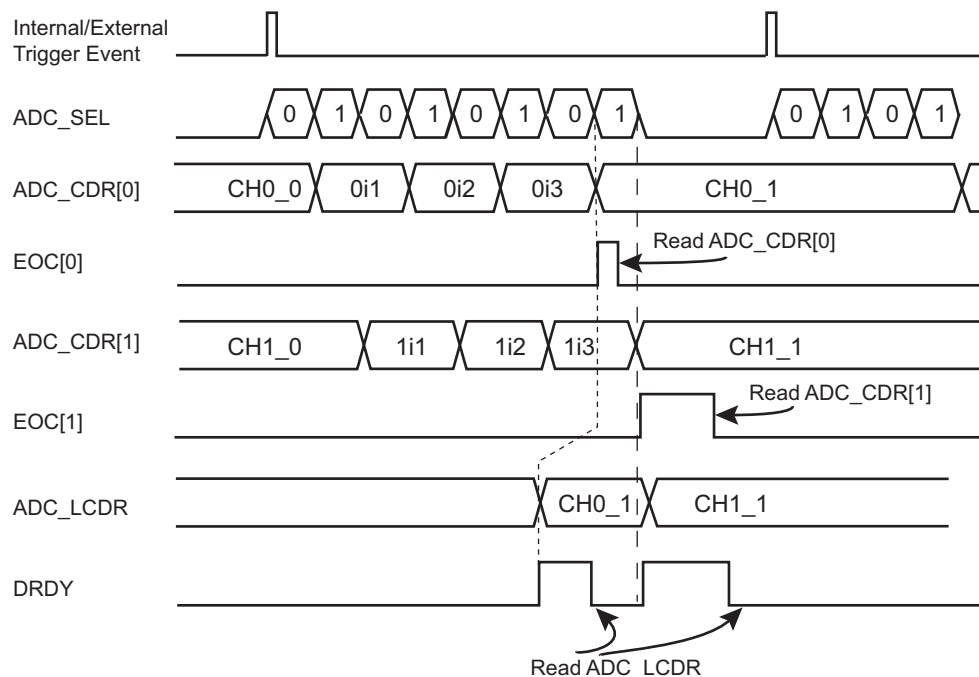 Internal/External
Trigger Event
ADC_SEL
0 1 0 1 0 1 0 1 0 1 0 1
ADC_CDR[0]
CH0_0 0i1 0i2 0i3 CH0_1
EOC[0]
Read ADC_CDR[0]
ADC_CDR[1]
CH1_0 1i1 1i2 1i3 CH1_1
EOC[1]
Read ADC_CDR[1]
ADC_LCDR
CH0_1 CH1_1
DRDY
Read ADC_LCDR